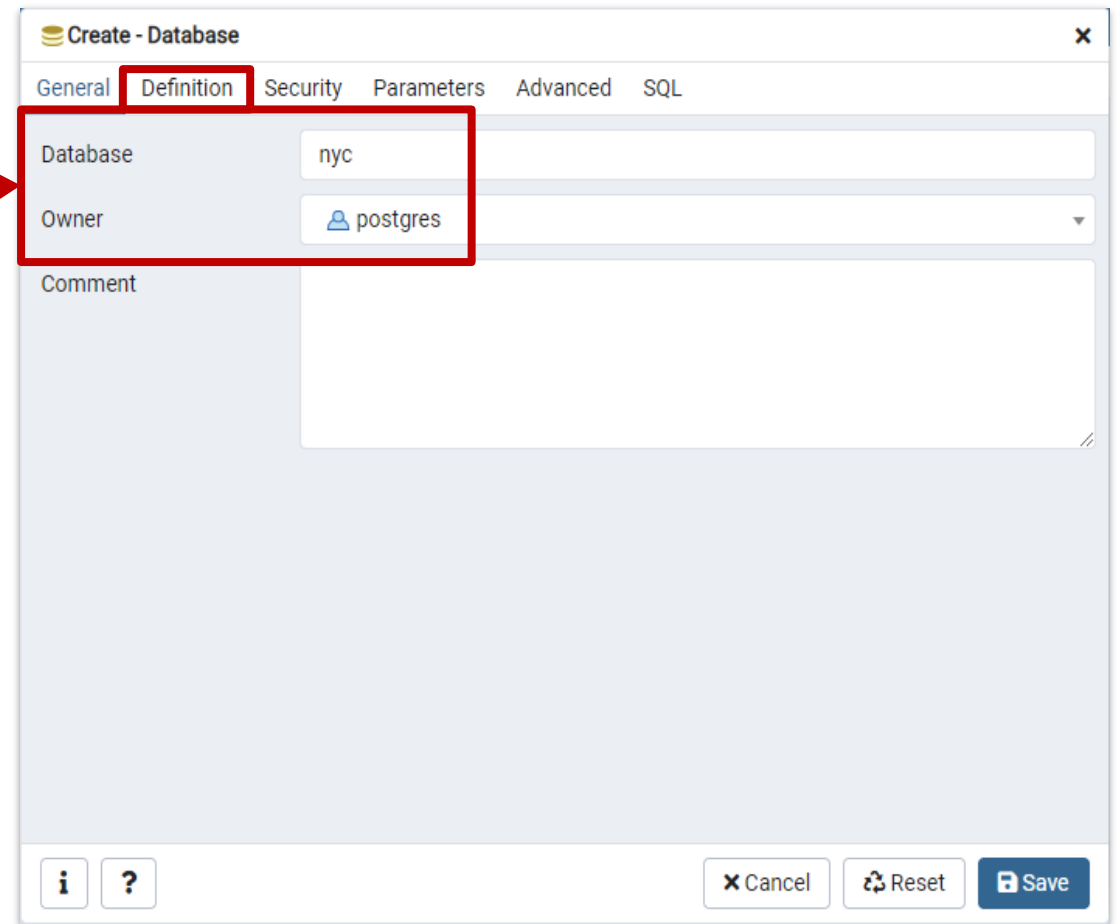 Create - Database
General Definition Security Parameters Advanced SQL
Database nyc
Owner postgres
Comment
i ? Cancel Reset Save